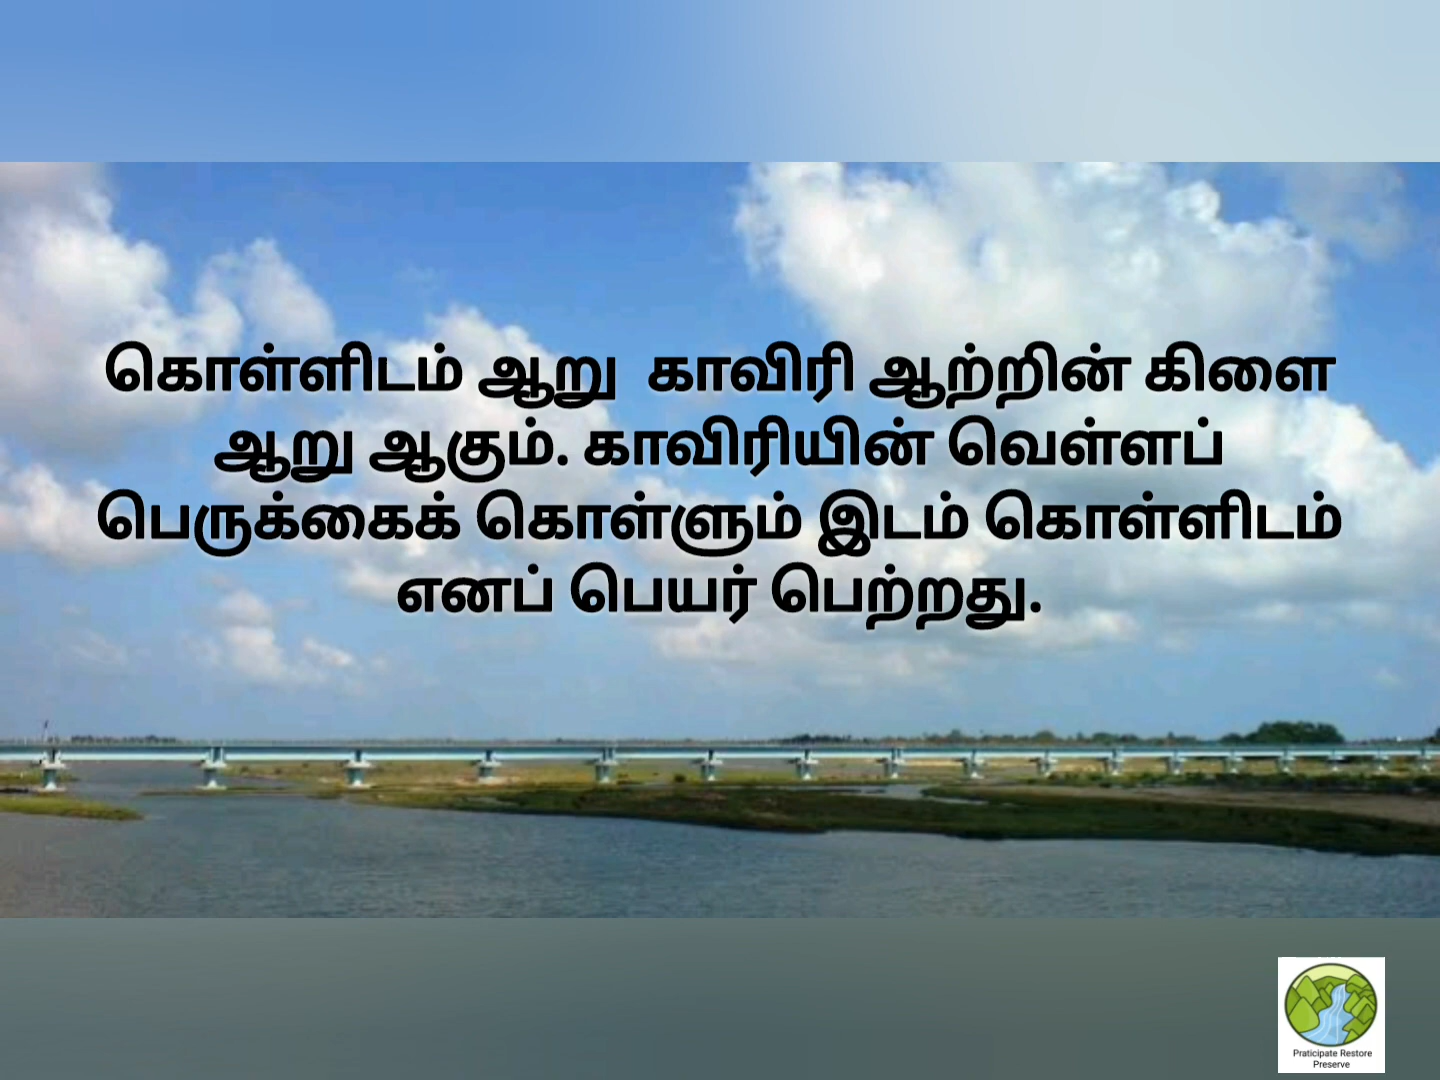 கொள்ளிடம் ஆறு காவிரி ஆற்றின் கிளை
ஆறு ஆகும். காவிரியின் வெள்ளப்
பெருக்கைக் கொள்ளும் இடம் கொள்ளிடம்
எனப் பெயர் பெற்றது.
Praticipate Restore
Preserve